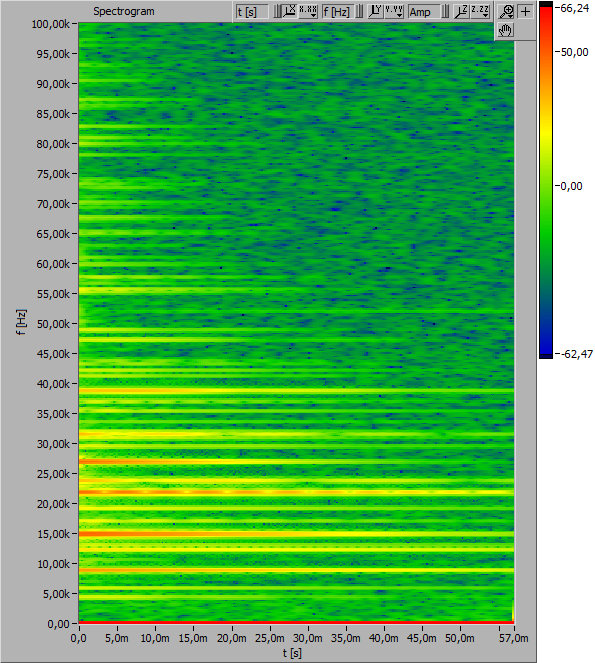 Spectrogram
t [s]
X.XX
f [Hz]
Y.YY
Amp
Z.ZZ
66,24
50,00
0,00
-62,47
100,00k
95,00k
90,00k
85,00k
80,00k
75,00k
70,00k
65,00k
60,00k
55,00k
50,00k
45,00k
40,00k
35,00k
30,00k
25,00k
20,00k
15,00k
10,00k
5,00k
0,00
f [Hz]
0,0 5,0m 10,0m 15,0m 20,0m 25,0m 30,0m 35,0m 40,0m 45,0m 50,0m 57,0m
t [s]